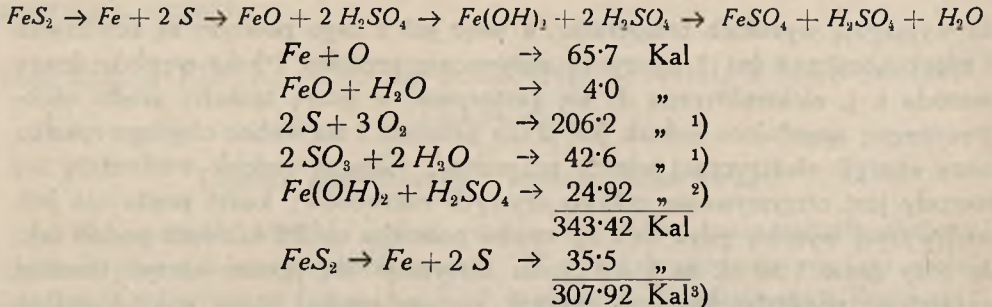 FeS₂ → Fe + 2 S → FeO + 2 H₂SO₄ → Fe(OH)₂ + 2 H₂SO₄ → FeSO₄ + H₂SO₄ + H₂O
Fe + O → 65·7 Kal
FeO + H₂O → 4·0 „
2 S + 3 O₂ → 206·2 „ ¹)
2 SO₃ + 2 H₂O → 42·6 „ ¹)
Fe(OH)₂ + H₂SO₄ → 24·92 „ ²)
343·42 Kal
FeS₂ → Fe + 2 S → 35·5 „
307·92 Kal³)